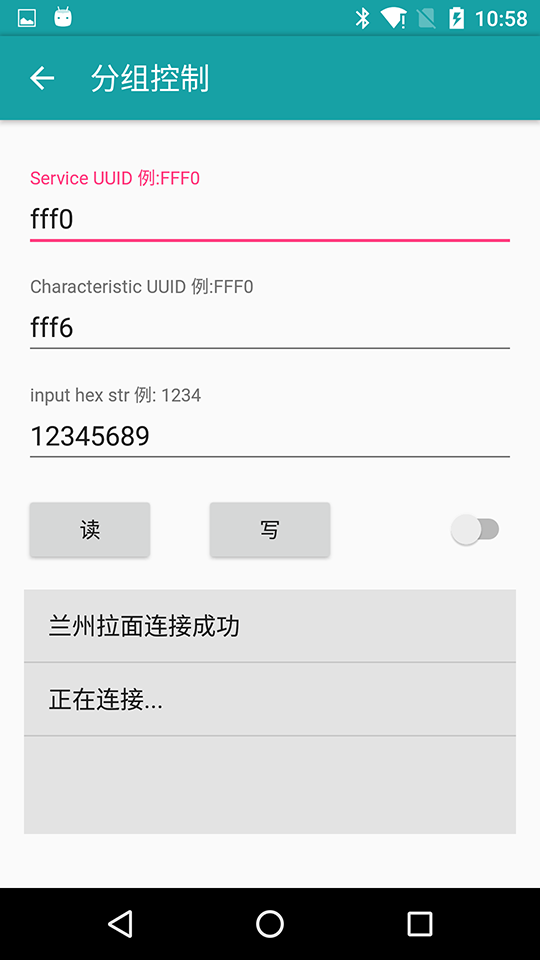 10:58
分组控制
Service UUID 例:FFF0
fff0
Characteristic UUID 例:FFF0
fff6
input hex str 例: 1234
12345689
读 写
兰州拉面连接成功
正在连接...